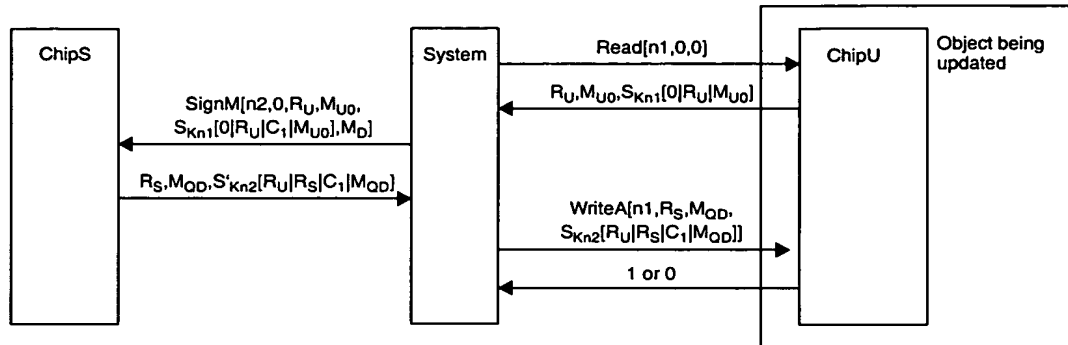 ChipS
System
ChipU
Object being
updated
Read[n1,0,0]
R_U,M_U0,S_Kn1[0|R_U|M_U0]
SignM[n2,0,R_U,M_U0,
S_Kn1[0|R_U|C_1|M_U0],M_D]
R_S,M_QD,S'_Kn2[R_U|R_S|C_1|M_QD]
WriteA[n1,R_S,M_QD,
S_Kn2[R_U|R_S|C_1|M_QD]]
1 or 0